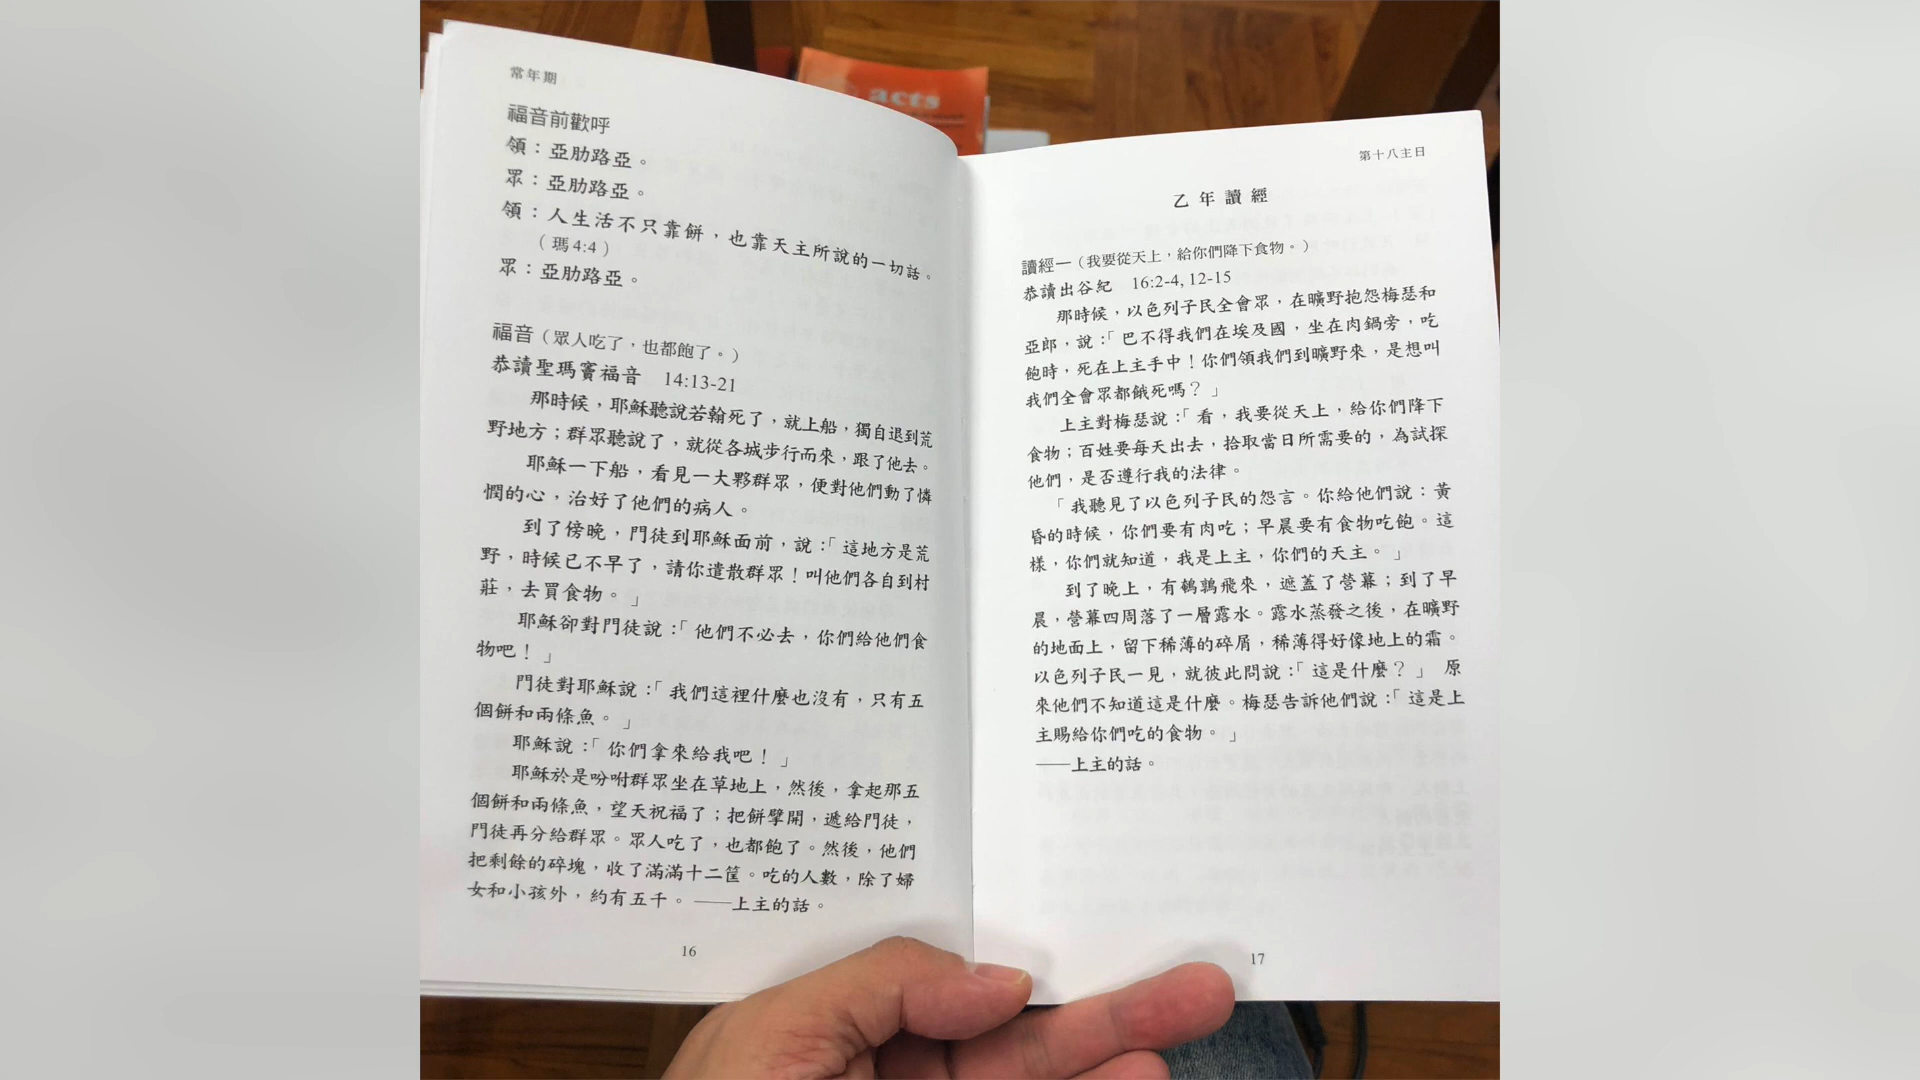 常年期
福音前歡呼
領：亞肋路亞。
眾：亞肋路亞。
領：人生活不只靠餅，也靠天主所說的一切話。
（瑪4:4）
眾：亞肋路亞。
福音（眾人吃了，也都飽了。）
恭讀聖瑪竇福音　14:13-21
那時候，耶穌聽說若翰死了，就上船，獨自退到荒
野地方；群眾聽說了，就從各城步行而來，跟了他去。
耶穌一下船，看見一大夥群眾，便對他們動了憐
憫的心，治好了他們的病人。
到了傍晚，門徒到耶穌面前，說：「這地方是荒
野，時候已不早了，請你遣散群眾！叫他們各自到村
莊，去買食物。」
耶穌卻對門徒說：「他們不必去，你們給他們食
物吧！」
門徒對耶穌說：「我們這裡什麼也沒有，只有五
個餅和兩條魚。」
耶穌說：「你們拿來給我吧！」
耶穌於是吩咐群眾坐在草地上，然後，拿起那五
個餅和兩條魚，望天祝福了；把餅擘開，遞給門徒，
門徒再分給群眾。眾人吃了，也都飽了。然後，他們
把剩餘的碎塊，收了滿滿十二筐。吃的人數，除了婦
女和小孩外，約有五千。——上主的話。
16
acts
第十八主日
乙年讀經
讀經一（我要從天上，給你們降下食物。）
恭讀出谷紀　16:2-4, 12-15
那時候，以色列子民全會眾，在曠野抱怨梅瑟和
亞郎，說：「巴不得我們在埃及國，坐在肉鍋旁，吃
飽時，死在上主手中！你們領我們到曠野來，是想叫
我們全會眾都餓死嗎？」
上主對梅瑟說：「看，我要從天上，給你們降下
食物；百姓要每天出去，拾取當日所需要的，為試探
他們，是否遵行我的法律。
「我聽見了以色列子民的怨言。你給他們說：黃
昏的時候，你們要有肉吃；早晨要有食物吃飽。這
樣，你們就知道，我是上主，你們的天主。」
到了晚上，有鵪鶉飛來，遮蓋了營幕；到了早
晨，營幕四周落了一層露水。露水蒸發之後，在曠野
的地面上，留下稀薄的碎屑，稀薄得好像地上的霜。
以色列子民一見，就彼此問說：「這是什麼？」　原
來他們不知道這是什麼。梅瑟告訴他們說：「這是上
主賜給你們吃的食物。」
——上主的話。
17